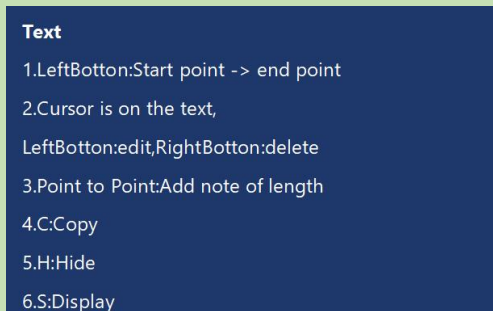 Text
1.LeftBotton:Start point -> end point
2.Cursor is on the text,
LeftBotton:edit,RightBotton:delete
3.Point to Point:Add note of length
4.C:Copy
5.H:Hide
6.S:Display